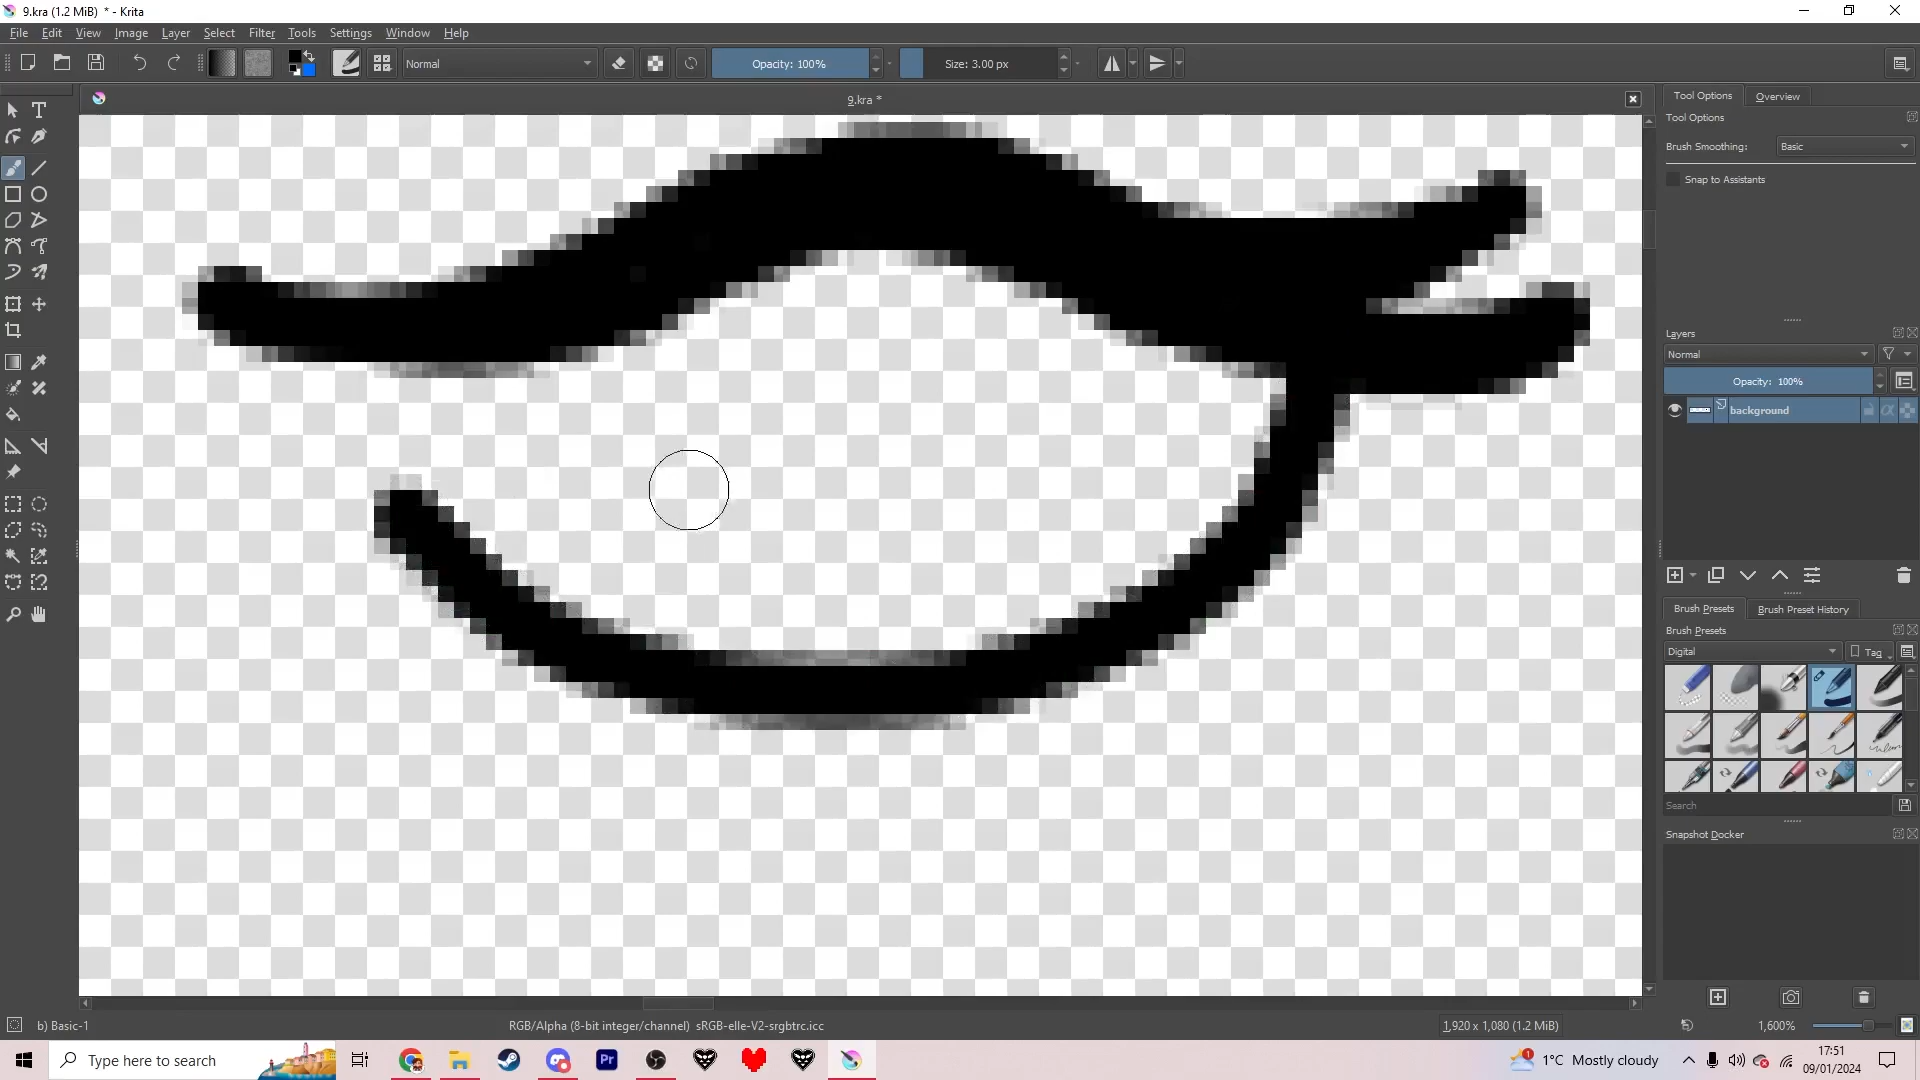 9.kra (1.2 MiB) * - Krita
File Edit View Image Layer Select Filter Tools Settings Window Help
Normal
Opacity: 100%
Size: 3.00 px
9.kra *
Tool Options Overview
Tool Options
Brush Smoothing: Basic
Snap to Assistants
Layers
Normal
Opacity: 100%
background
Brush Presets Brush Preset History
Brush Presets
Digital Tag
Search
Snapshot Docker
b) Basic-1
RGB/Alpha (8-bit integer/channel) sRGB-elle-V2-srgbtrc.icc
1,920 x 1,080 (1.2 MiB)
1,600%
Type here to search
Pr
1
1°C Mostly cloudy
17:51
09/01/2024